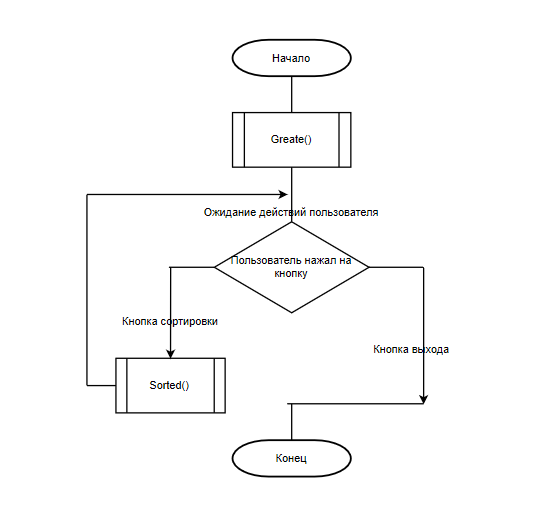 Начало
Greate()
Ожидание действий пользователя
Пользователь нажал на
кнопку
Кнопка сортировки
Кнопка выхода
Sorted()
Конец